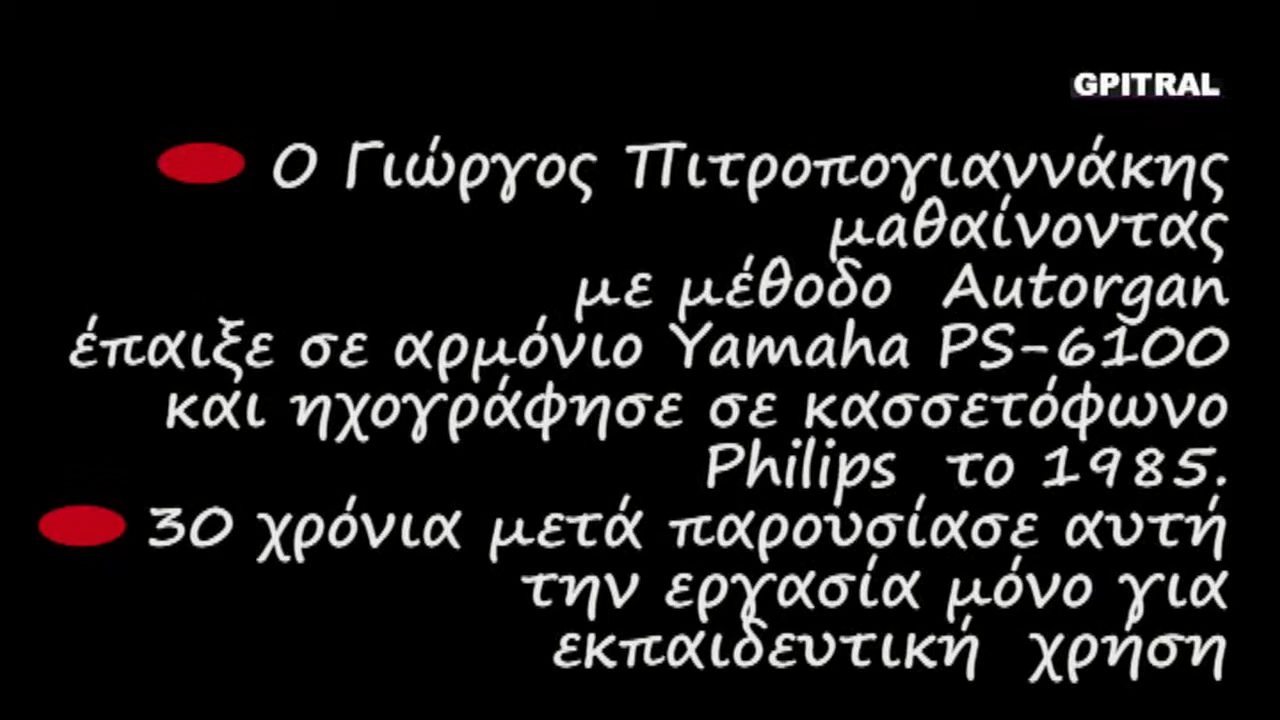 GPITRAL
Ο Γιώργος Πιτροπογιαννάκης
μαθαίνοντας
με μέθοδο Autorgan
έπαιξε σε αρμόνιο Yamaha PS-6100
και ηχογράφησε σε κασσετόφωνο
Philips το 1985.
30 χρόνια μετά παρουσίασε αυτή
την εργασία μόνο για
εκπαιδευτική χρήση